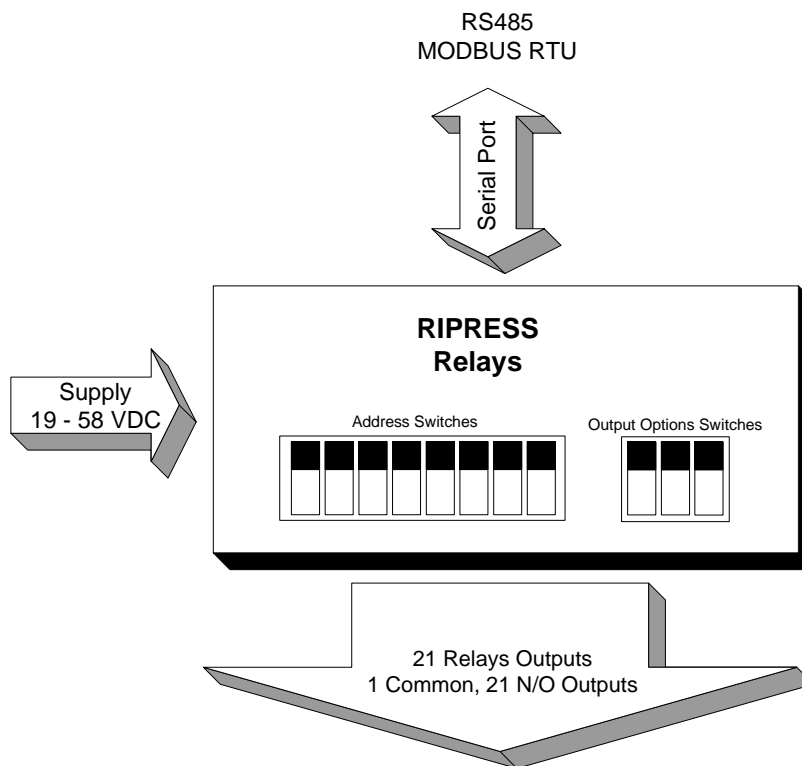 RS485
MODBUS RTU
Serial Port
RIPRESS
Relays
Supply
19 - 58 VDC
Address Switches
Output Options Switches
21 Relays Outputs
1 Common, 21 N/O Outputs